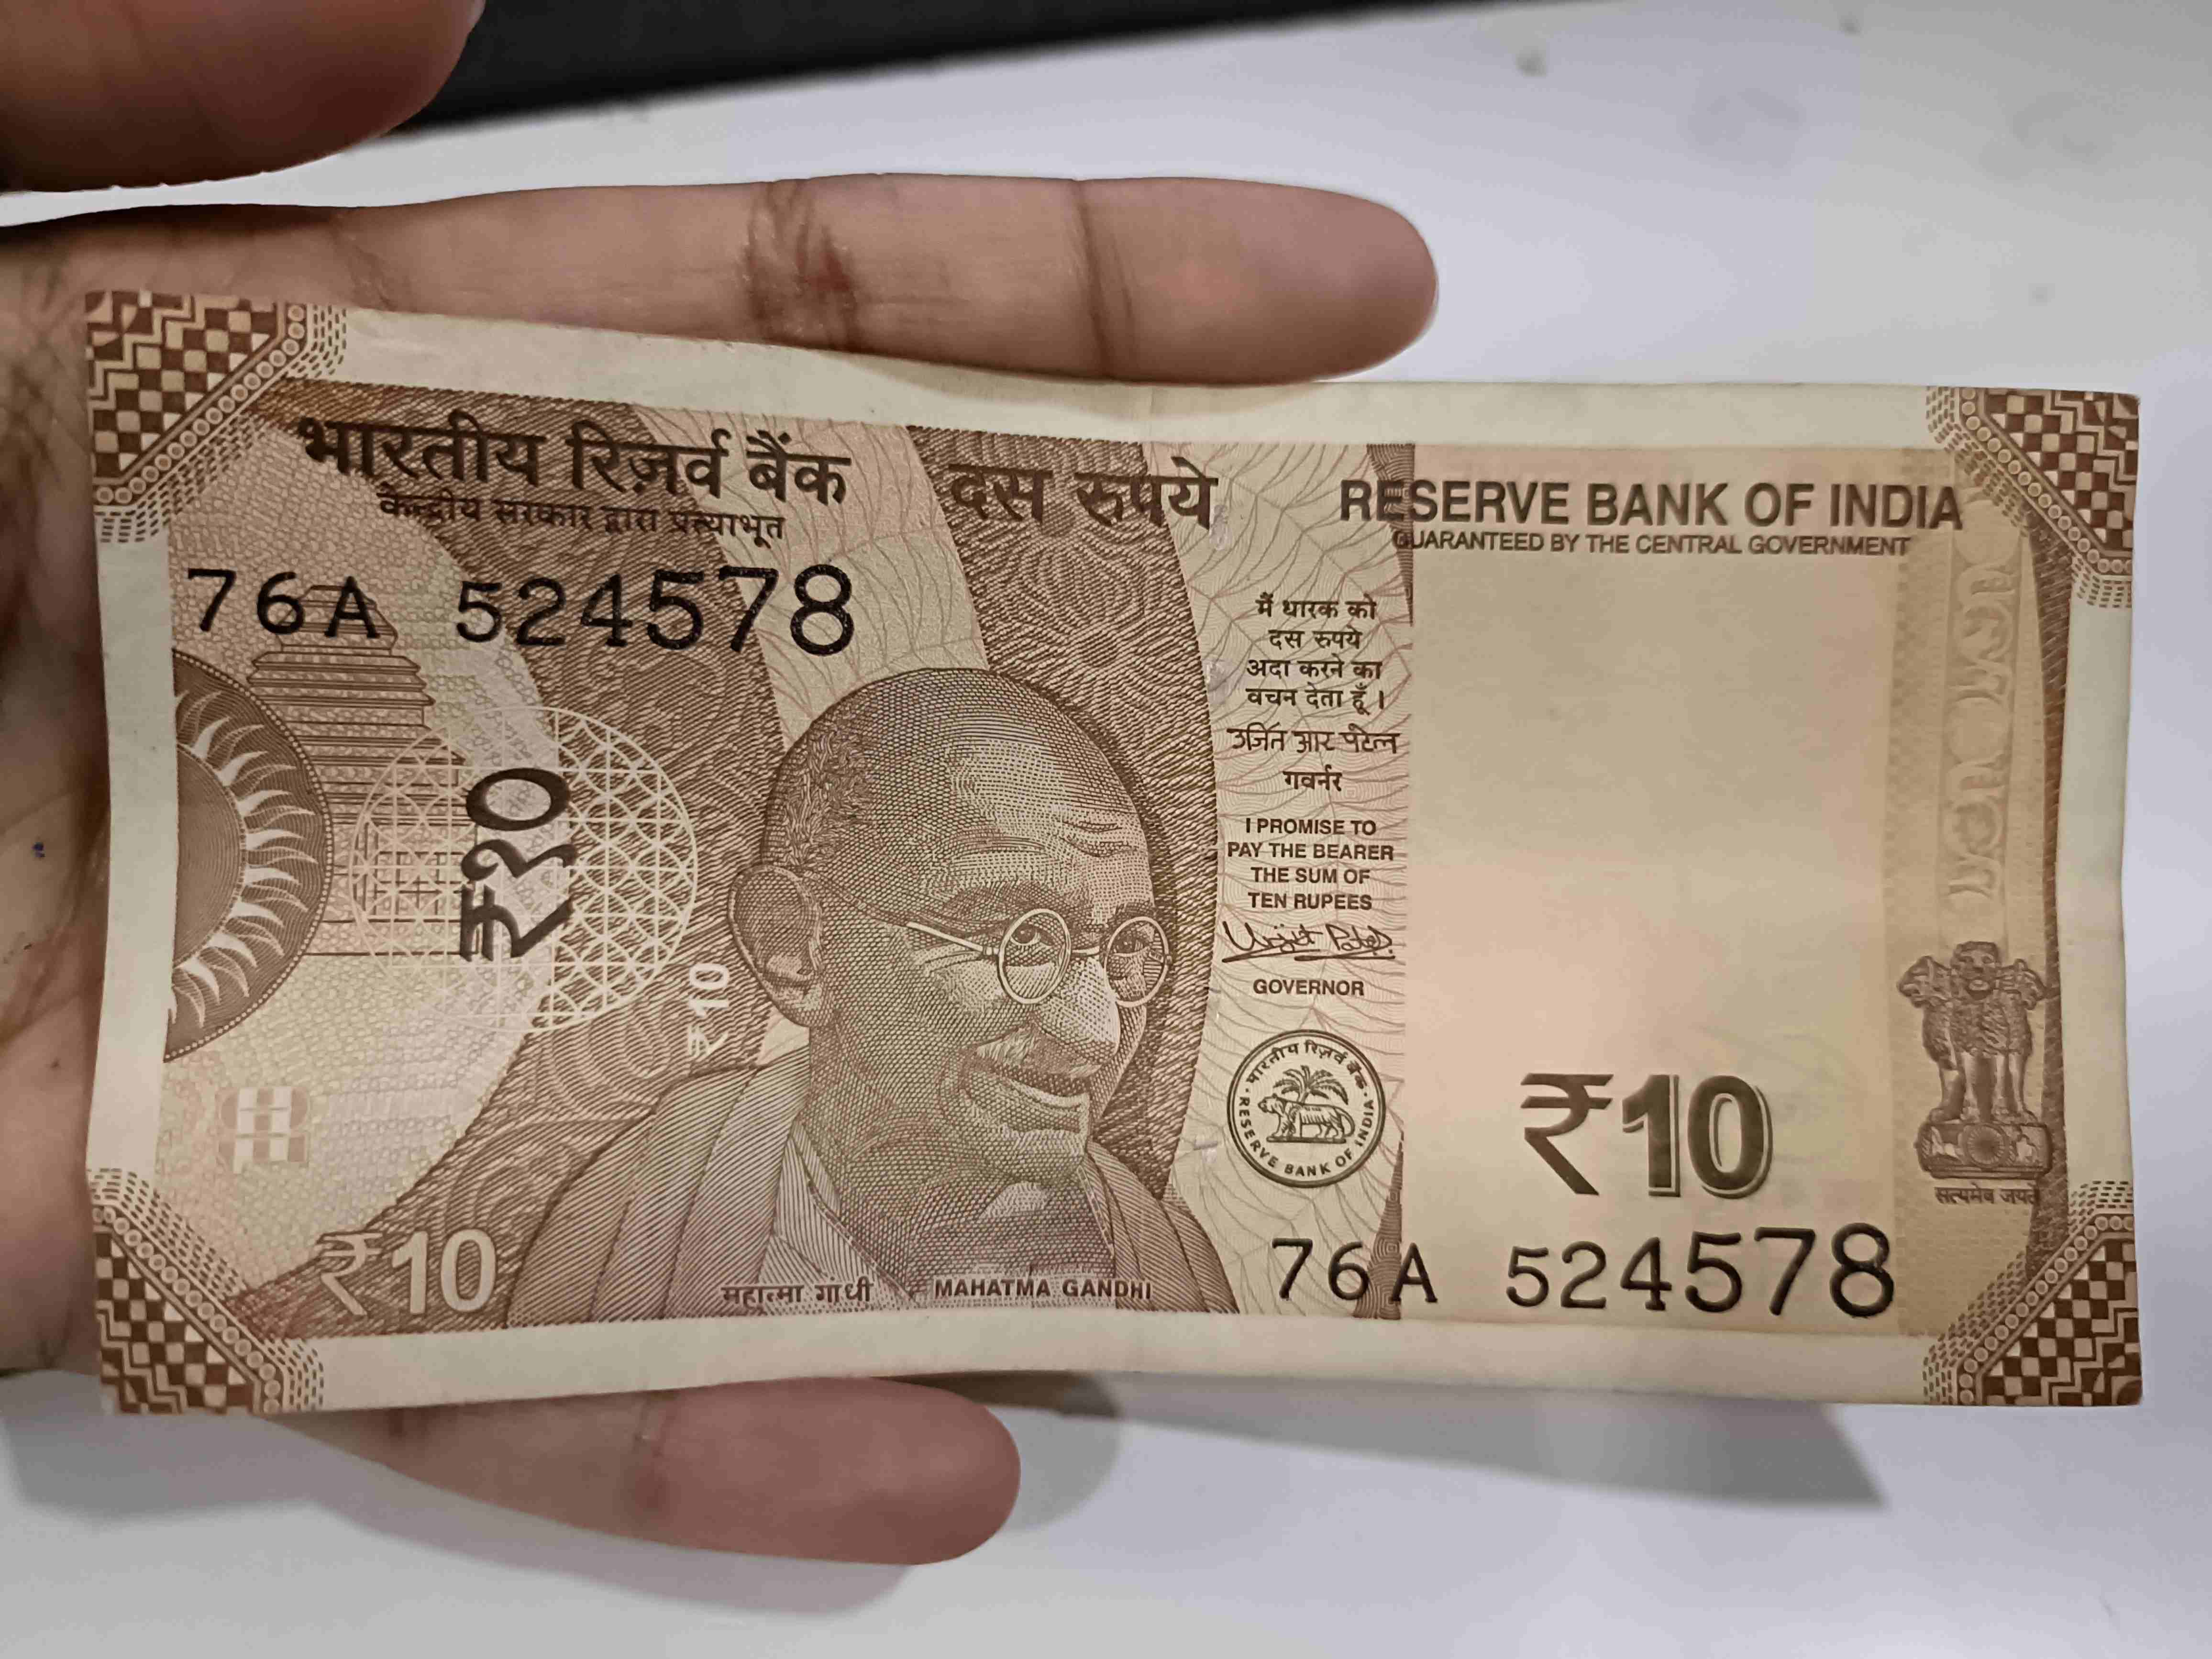 भारतीय रिज़र्व बैंक
केन्द्रीय सरकार द्वारा प्रत्याभूत
दस रुपये
RESERVE BANK OF INDIA
GUARANTEED BY THE CENTRAL GOVERNMENT
76A 524578
मैं धारक को
दस रुपये
अदा करने का
वचन देता हूँ।
उर्जित आर पटेल
गवर्नर
I PROMISE TO
PAY THE BEARER
THE SUM OF
TEN RUPEES
Urjit Patel
GOVERNOR
₹१०
₹10
भारतीय रिज़र्व बैंक
RESERVE BANK OF INDIA
₹10
सत्यमेव जयते
₹10
महात्मा गांधी
MAHATMA GANDHI
76A 524578